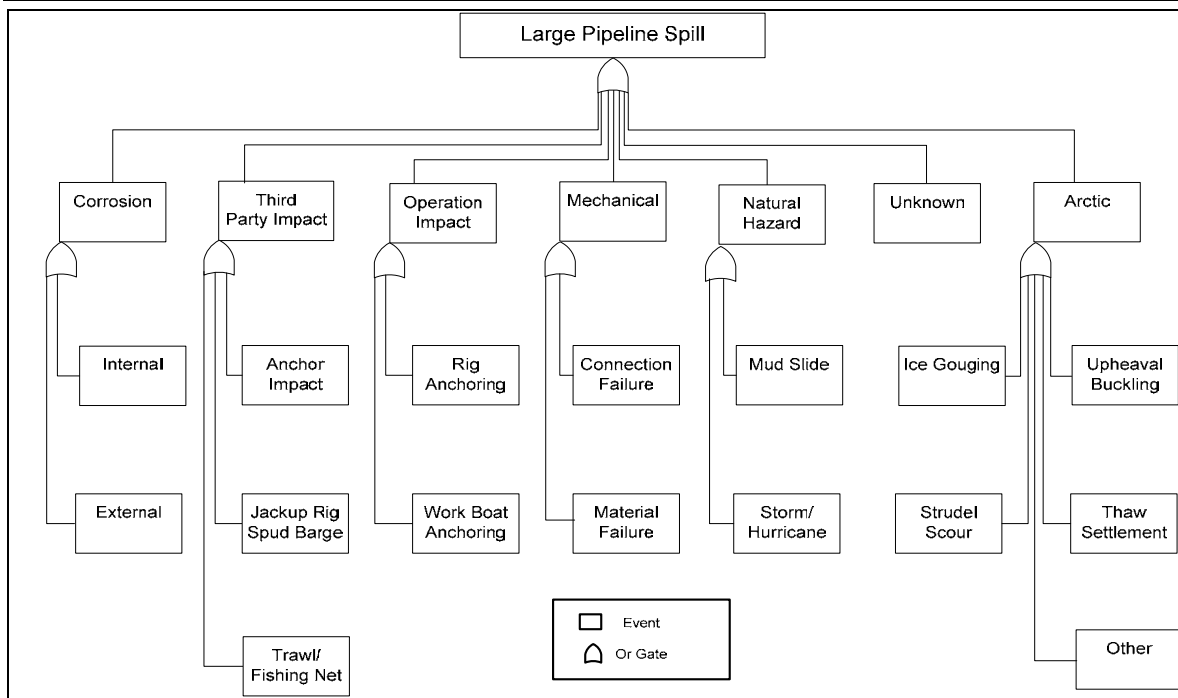 Large Pipeline Spill
Corrosion
Third
Party Impact
Operation
Impact
Mechanical
Natural
Hazard
Unknown
Arctic
Internal
Anchor
Impact
Rig
Anchoring
Connection
Failure
Mud Slide
Ice Gouging
Upheaval
Buckling
External
Jackup Rig
Spud Barge
Work Boat
Anchoring
Material
Failure
Storm/
Hurricane
Strudel
Scour
Thaw
Settlement
Trawl/
Fishing Net
Other
Event
Or Gate